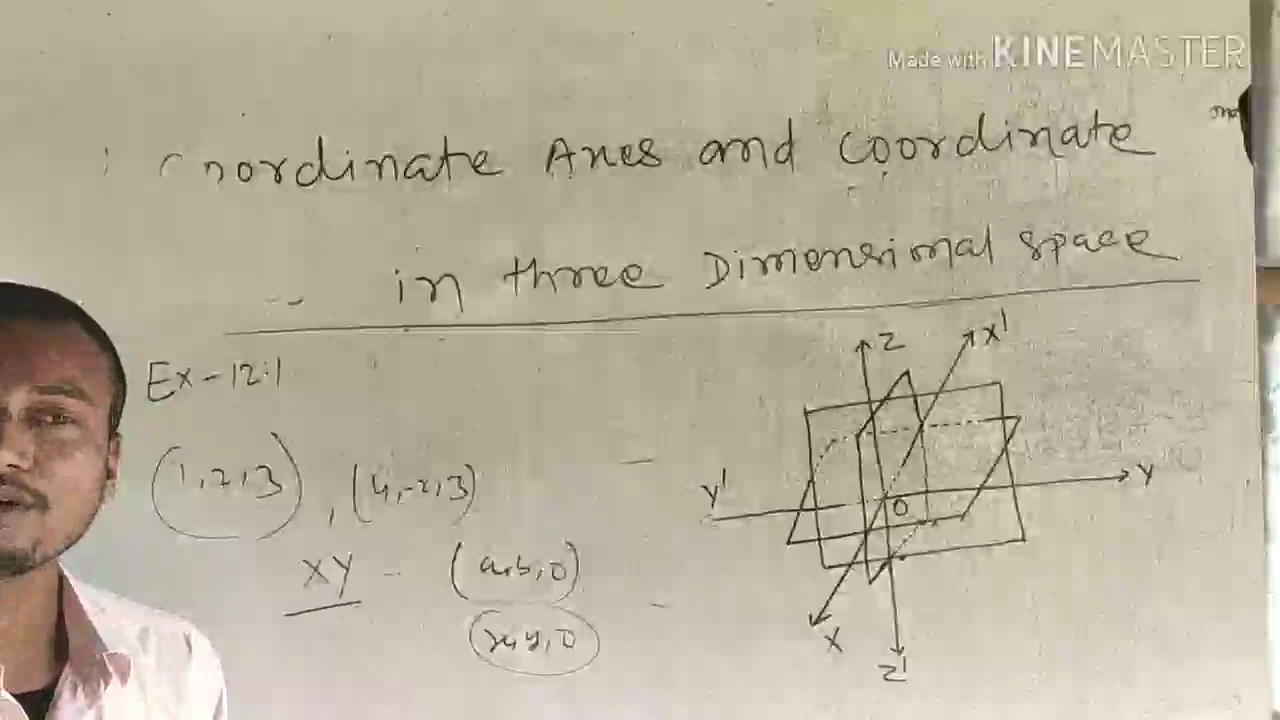 Made with KINEMASTER
Coordinate Axes and Coordinate
in three Dimensional space
Ex-12.1
(1,2,3), (4,-2,3)
XY - (a,b,0)
(x,y,0)
Z
X'
Y'
Y
O
X
Z'